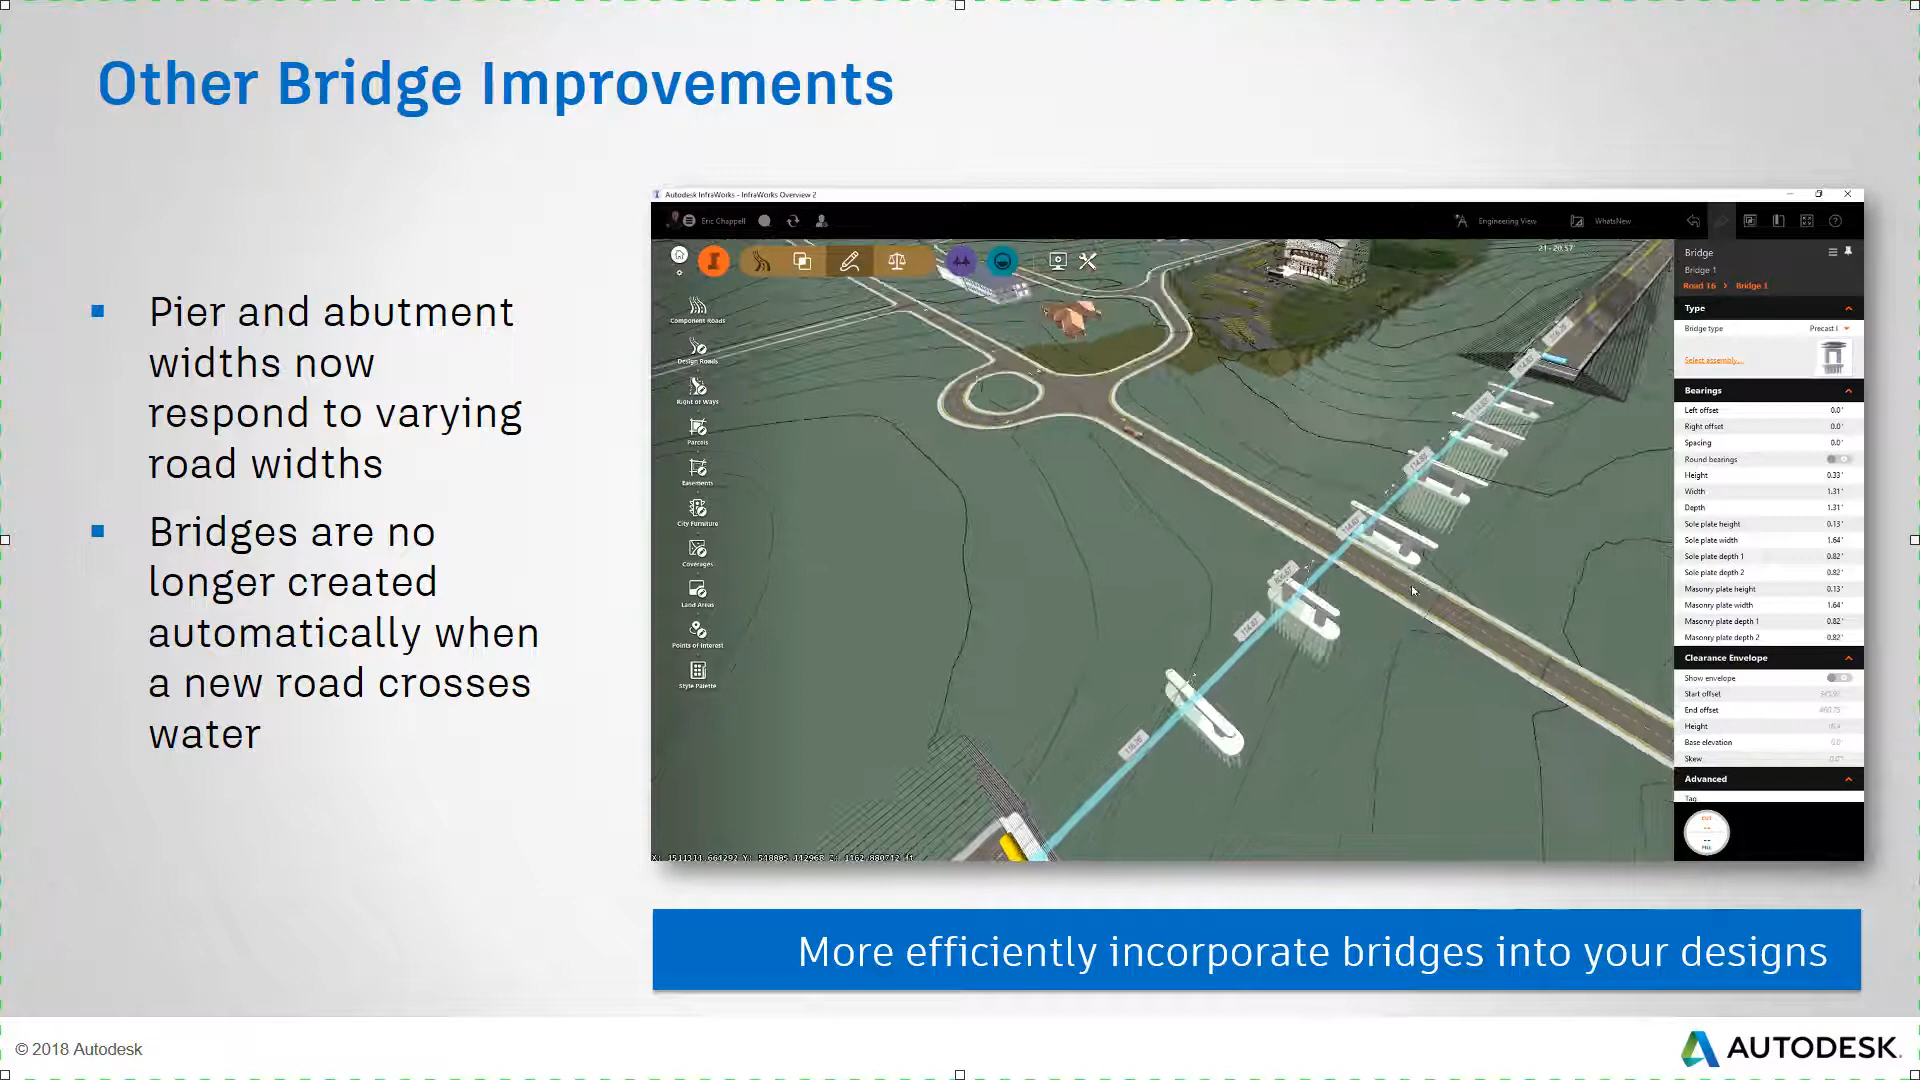 Other Bridge Improvements
Pier and abutment
widths now
respond to varying
road widths
Bridges are no
longer created
automatically when
a new road crosses
water
Autodesk InfraWorks - InfraWorks Overview 2
Eric Chappell
Engineering View
WhatsNew
Component Roads
Design Roads
Right of Ways
Parcels
Easements
City Furniture
Coverages
Land Areas
Points of Interest
Style Palette
Bridge
Bridge 1
Road 16 > Bridge 1
Type
Bridge type
Select assembly...
Bearings
Left offset 0.0'
Right offset 0.0'
Spacing 0.0'
Round bearings
Height 0.33'
Width 1.31'
Depth 1.31'
Sole plate height 0.13'
Sole plate width 1.64'
Sole plate depth 1 0.82'
Sole plate depth 2 0.82'
Masonry plate height 0.13'
Masonry plate width 1.64'
Masonry plate depth 1 0.82'
Masonry plate depth 2 0.82'
Clearance Envelope
Show envelope
Start offset
End offset
Height
Base elevation
Skew
Advanced
Tag
CUT
FILL
More efficiently incorporate bridges into your designs
© 2018 Autodesk
AUTODESK.